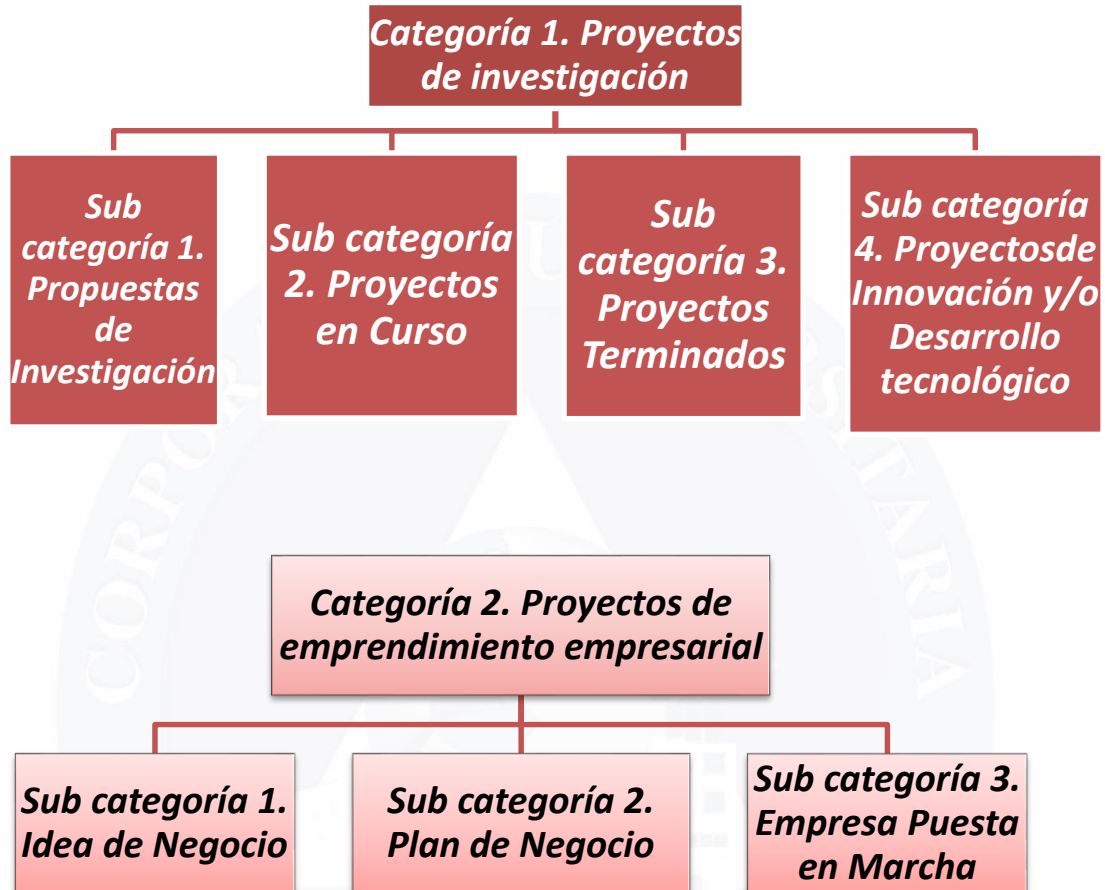 Categoría 1. Proyectos
de investigación
Sub
categoría 1.
Propuestas
de
Investigación
Sub categoría
2. Proyectos
en Curso
Sub
categoría 3.
Proyectos
Terminados
Sub categoría
4. Proyectosde
Innovación y/o
Desarrollo
tecnológico
Categoría 2. Proyectos de
emprendimiento empresarial
Sub categoría 1.
Idea de Negocio
Sub categoría 2.
Plan de Negocio
Sub categoría 3.
Empresa Puesta
en Marcha